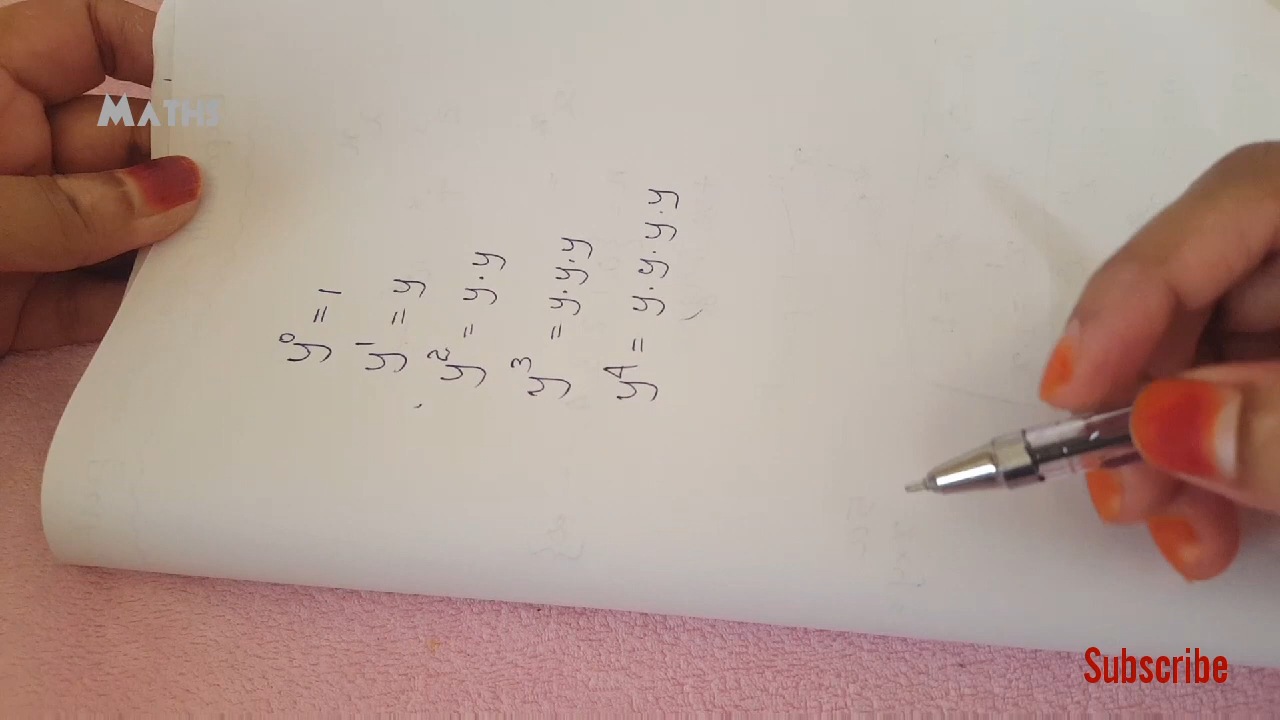 Maths
y⁰ = 1
y¹ = y
y² = y.y
y³ = y.y.y
y⁴ = y.y.y.y
Subscribe